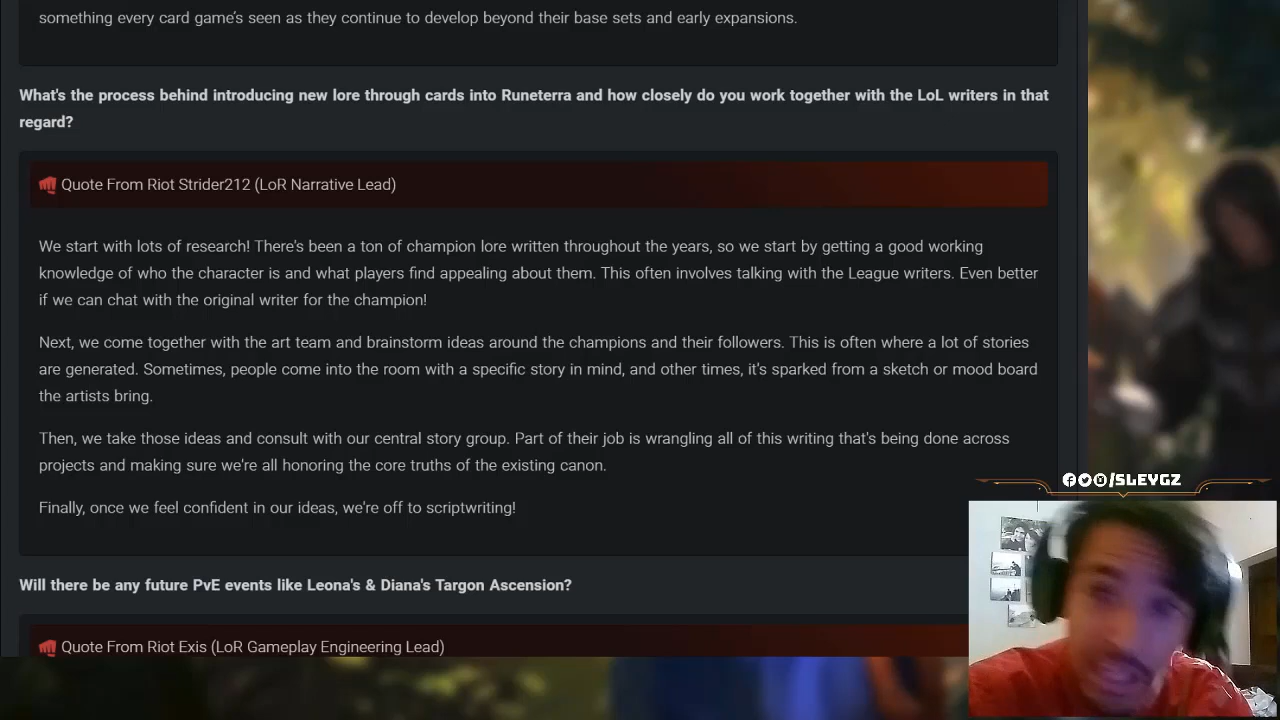 something every card game's seen as they continue to develop beyond their base sets and early expansions.
What's the process behind introducing new lore through cards into Runeterra and how closely do you work together with the LoL writers in that
regard?
Quote From Riot Strider212 (LoR Narrative Lead)
We start with lots of research! There's been a ton of champion lore written throughout the years, so we start by getting a good working
knowledge of who the character is and what players find appealing about them. This often involves talking with the League writers. Even better
if we can chat with the original writer for the champion!
Next, we come together with the art team and brainstorm ideas around the champions and their followers. This is often where a lot of stories
are generated. Sometimes, people come into the room with a specific story in mind, and other times, it's sparked from a sketch or mood board
the artists bring.
Then, we take those ideas and consult with our central story group. Part of their job is wrangling all of this writing that's being done across
projects and making sure we're all honoring the core truths of the existing canon.
/SLEYGZ
Finally, once we feel confident in our ideas, we're off to scriptwriting!
Will there be any future PvE events like Leona's & Diana's Targon Ascension?
Quote From Riot Exis (LoR Gameplay Engineering Lead)